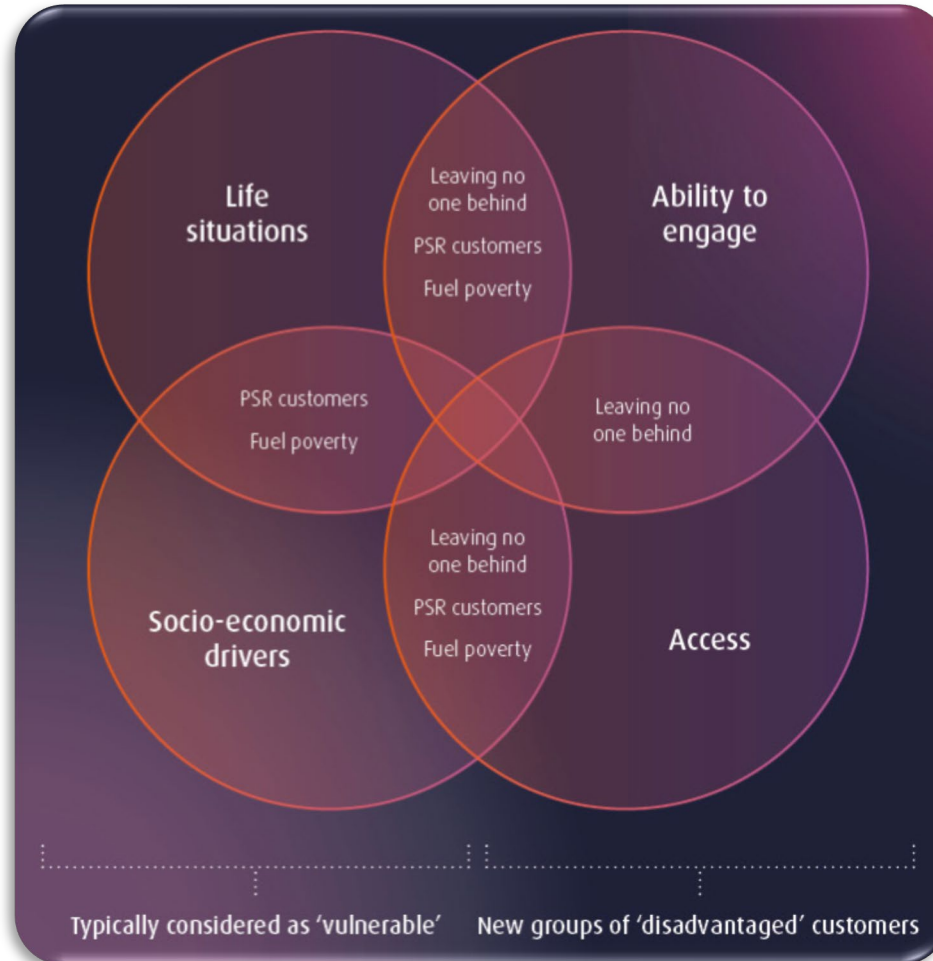 Life
situations
Leaving no
one behind
PSR customers
Fuel poverty
Ability to
engage
PSR customers
Fuel poverty
Leaving no
one behind
Socio-economic
drivers
Leaving no
one behind
PSR customers
Fuel poverty
Access
Typically considered as ‘vulnerable’
New groups of ‘disadvantaged’ customers